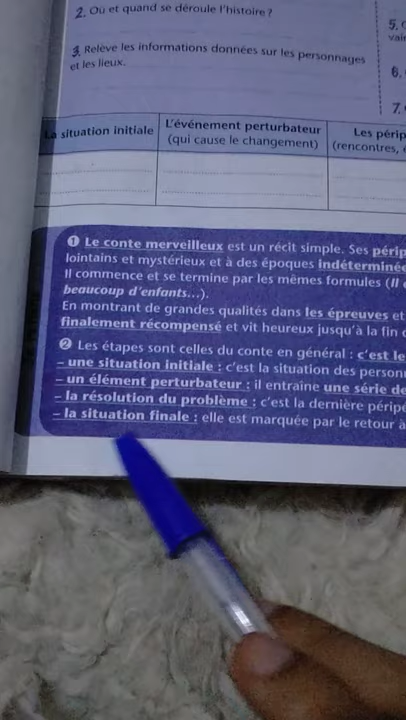 2. Où et quand se déroule l'histoire ?
3. Relève les informations données sur les personnages
et les lieux.
5.
6.
7.
La situation initiale
L'événement perturbateur
(qui cause le changement)
Les périp
(rencontres,
1 Le conte merveilleux est un récit simple. Ses périp
lointains et mystérieux et à des époques indéterminée
Il commence et se termine par les mêmes formules (Il
beaucoup d'enfants...).
En montrant de grandes qualités dans les épreuves et
finalement récompensé et vit heureux jusqu'à la fin
2 Les étapes sont celles du conte en général : c'est le
– une situation initiale : c'est la situation des personn
– un élément perturbateur : il entraîne une série de
– la résolution du problème : c'est la dernière péripé
– la situation finale : elle est marquée par le retour à